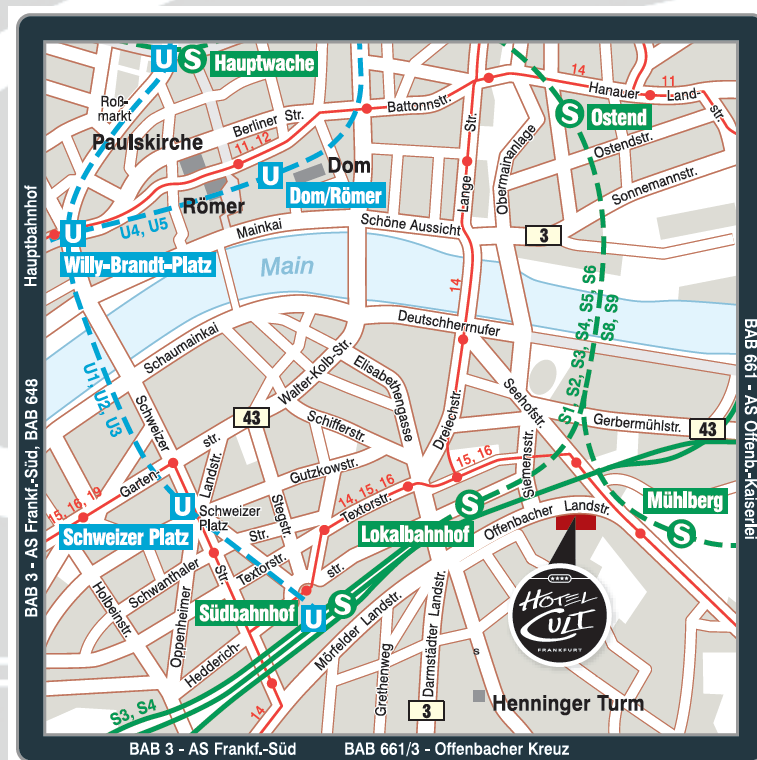 Hauptwache
14
11
Hanauer
Land-
str.
Roß-
markt
Battonnstr.
Ostend
Berliner Str.
Paulskirche
11, 12
Ostendstr.
Dom
Obermainanlage
Lange Str.
Sonnemannstr.
Römer
Dom/Römer
U4, U5
Mainkai
Schöne Aussicht
3
Hauptbahnhof
Willy-Brandt-Platz
Main
14
S1, S2, S3, S4, S5, S6
S8, S9
Deutschherrnufer
Schaumainkai
Walter-Kolb-Str.
Elisabethengasse
U1, U2, U3
Schweizer
Str.
43
Schifferstr.
Dreieichstr.
Seehofstr.
Gerbermühlstr.
43
BAB 661 - AS Offenb.-Kaiserlei
BAB 3 - AS Frankf.-Süd, BAB 648
Garten-
str.
Landstr.
Gutzkowstr.
15, 16
Siemensstr.
15, 16, 19
14, 15, 16
Textorstr.
Schweizer
Platz
Stegstr.
Mühlberg
Offenbacher Landstr.
Schweizer Platz
Lokalbahnhof
Schwanthaler
Str.
Textorstr.
str.
Holbeinstr.
Oppenheimer
Südbahnhof
Hedderich-
Mörfelder Landstr.
HOTEL
CULT
FRANKFURT
Grethenweg
Darmstädter Landstr.
s
S3, S4
14
3
Henninger Turm
BAB 3 - AS Frankf.-Süd
BAB 661/3 - Offenbacher Kreuz
U
S
S
U
U
U
S
S
U
S